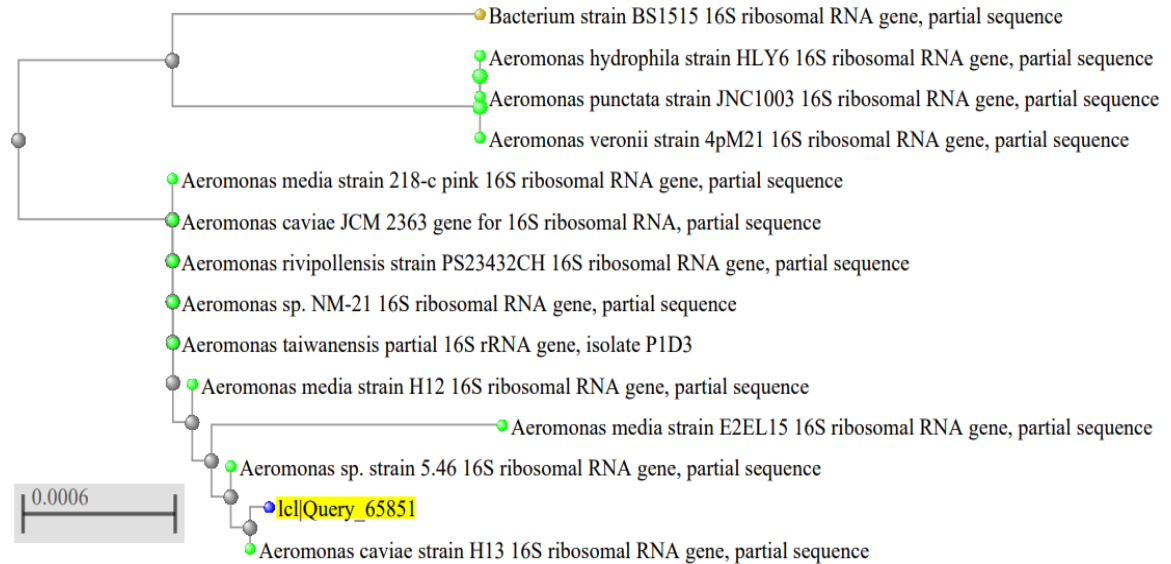 Bacterium strain BS1515 16S ribosomal RNA gene, partial sequence
Aeromonas hydrophila strain HLY6 16S ribosomal RNA gene, partial sequence
Aeromonas punctata strain JNC1003 16S ribosomal RNA gene, partial sequence
Aeromonas veronii strain 4pM21 16S ribosomal RNA gene, partial sequence
Aeromonas media strain 218-c pink 16S ribosomal RNA gene, partial sequence
Aeromonas caviae JCM 2363 gene for 16S ribosomal RNA, partial sequence
Aeromonas rivipollensis strain PS23432CH 16S ribosomal RNA gene, partial sequence
Aeromonas sp. NM-21 16S ribosomal RNA gene, partial sequence
Aeromonas taiwanensis partial 16S rRNA gene, isolate P1D3
Aeromonas media strain H12 16S ribosomal RNA gene, partial sequence
Aeromonas media strain E2EL15 16S ribosomal RNA gene, partial sequence
Aeromonas sp. strain 5.46 16S ribosomal RNA gene, partial sequence
0.0006
lcl|Query_65851
Aeromonas caviae strain H13 16S ribosomal RNA gene, partial sequence